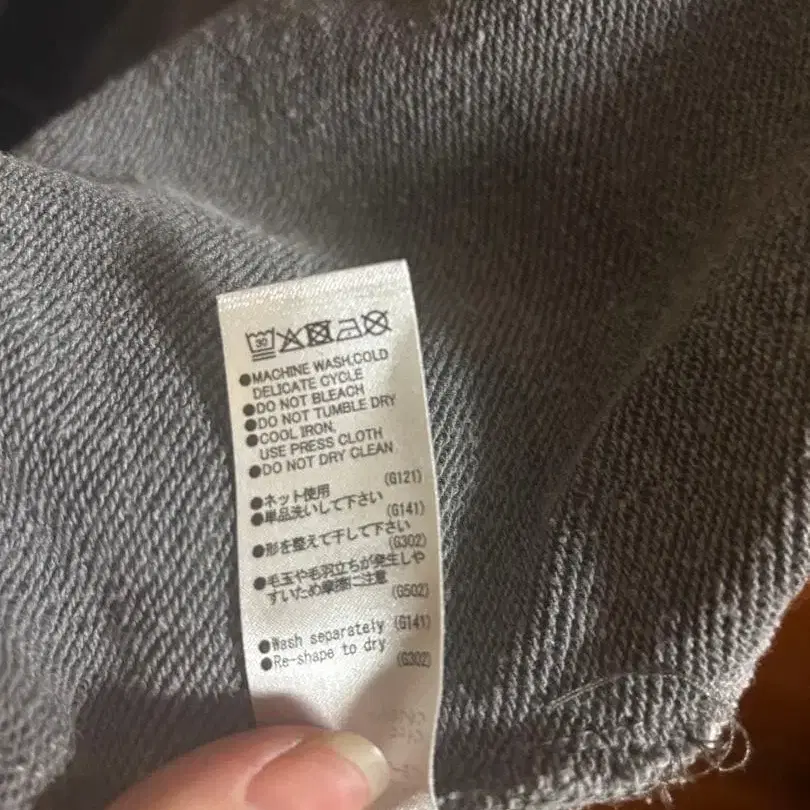 30
●MACHINE WASH,COLD
DELICATE CYCLE
●DO NOT BLEACH
●DO NOT TUMBLE DRY
●COOL IRON,
USE PRESS CLOTH
●DO NOT DRY CLEAN
(G121)
●ネット使用
●単品洗いして下さい
(G141)
●形を整えて干して下さい
(G302)
●毛玉や毛羽立ちが発生しや
すいため摩擦に注意
(G502)
●Wash separately (G141)
●Re-shape to dry
(G302)